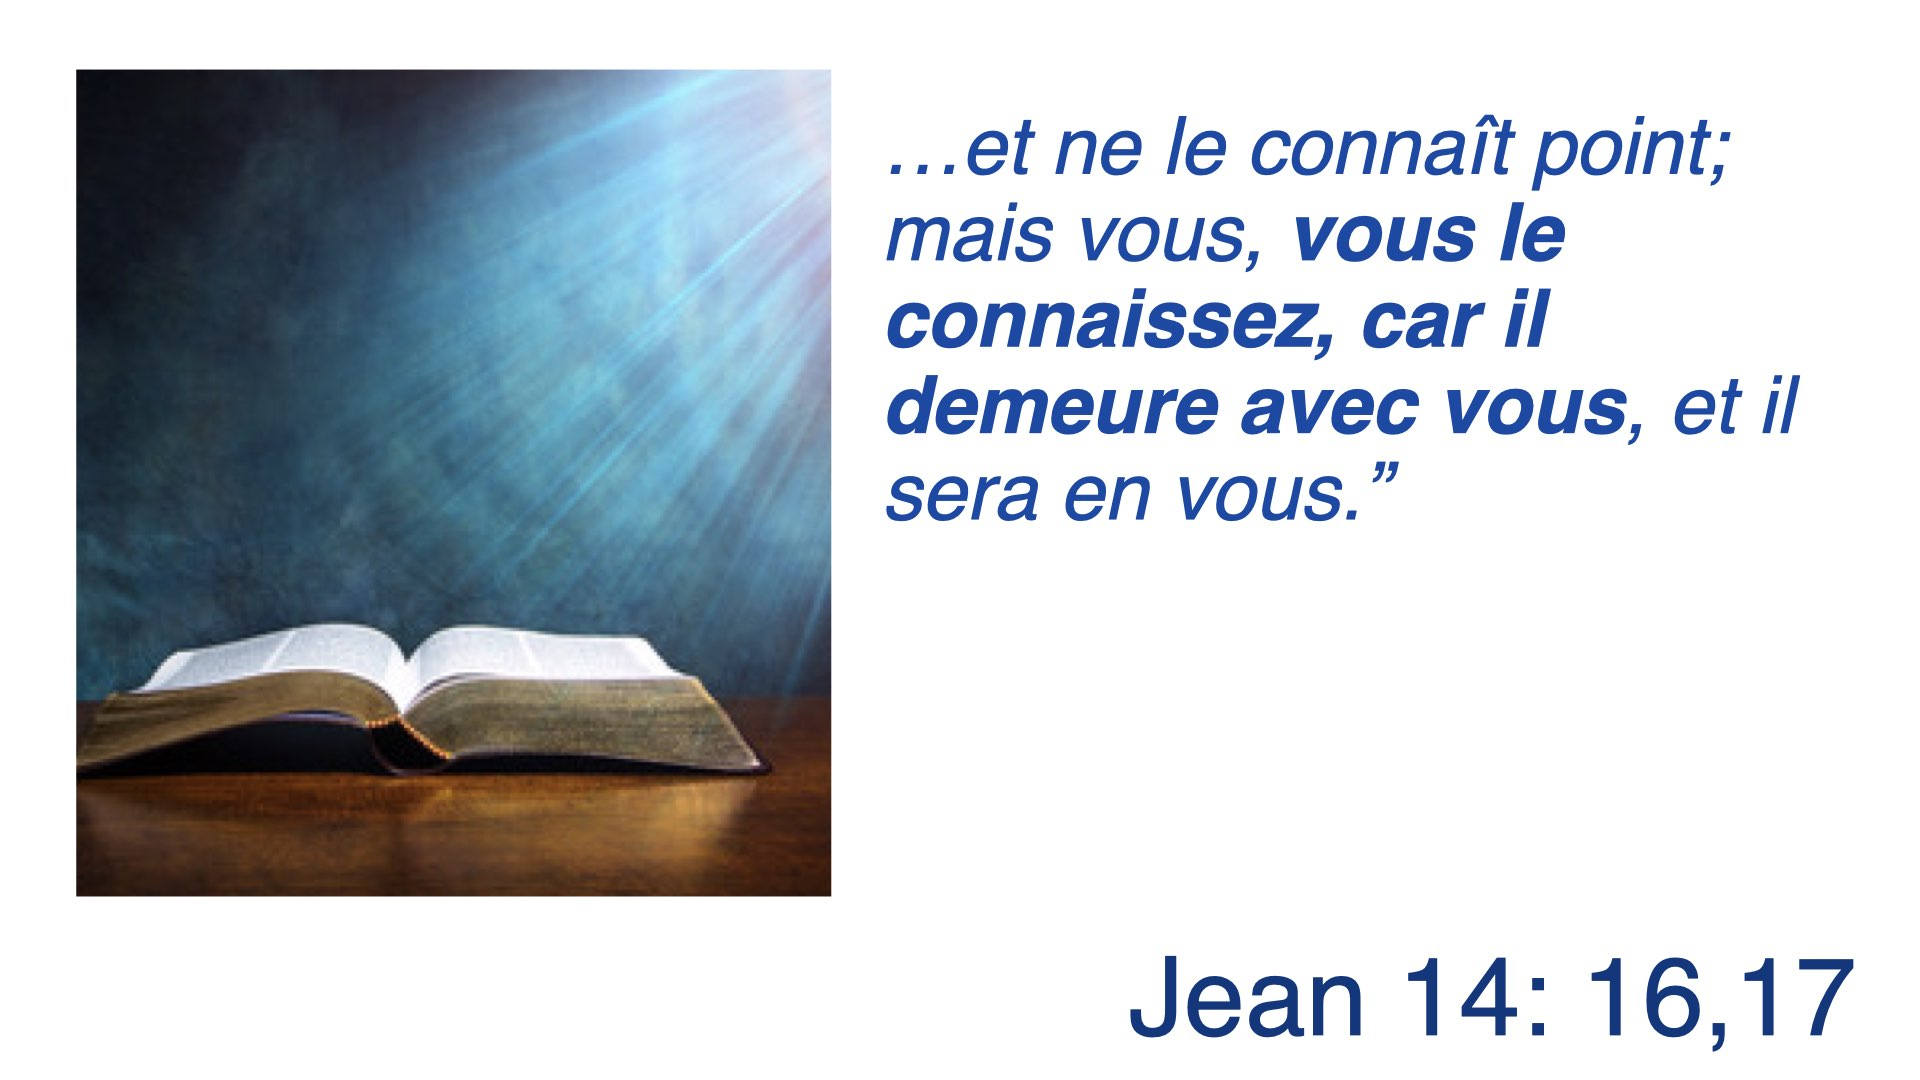 …et ne le connaît point;
mais vous, vous le
connaissez, car il
demeure avec vous, et il
sera en vous.”
Jean 14: 16,17